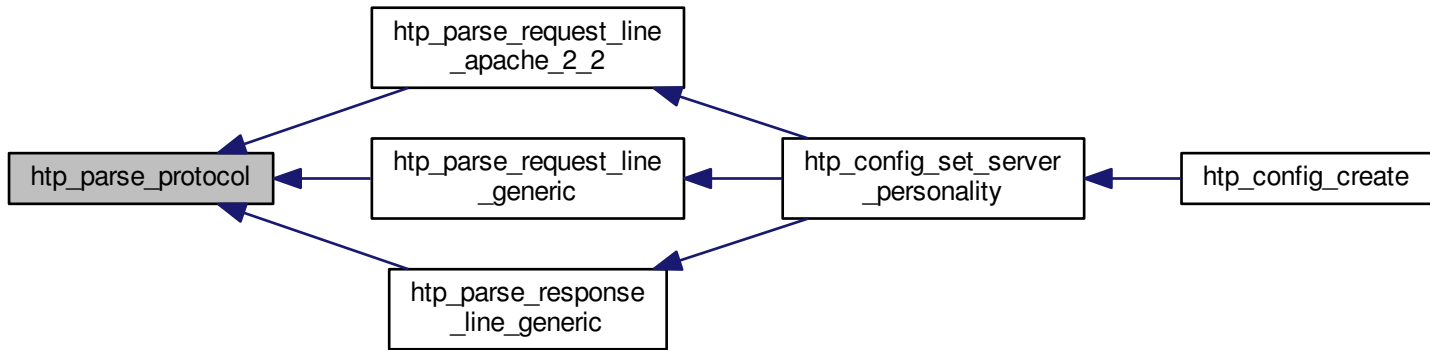 htp_parse_request_line
_apache_2_2
htp_parse_protocol
htp_parse_request_line
_generic
htp_config_set_server
_personality
htp_config_create
htp_parse_response
_line_generic